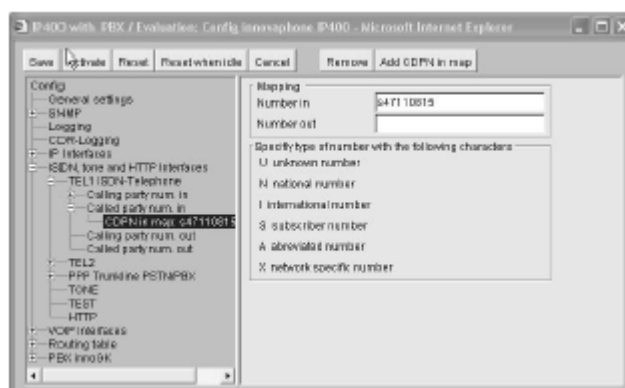 IP400 with PBX / Evaluation: Config innovaphone IP400 - Microsoft Internet Explorer
Save Activate Reset Reset when idle Cancel Remove Add CDPN in map
Config
General settings
SNMP
Logging
CDR-Logging
IP Interfaces
ISDN, tone and HTTP Interfaces
TEL1 ISDN-Telephone
Calling party num. in
Called party num. in
CDPN in map: s47110815
Calling party num. out
Called party num. out
TEL2
PPP Trunkline PSTN/PBX
TONE
TEST
HTTP
VOIP Interfaces
Routing table
PBX innoGK
Mapping
Number in s47110815
Number out
Specify type of number with the following characters
U unknown number
N national number
I international number
S subscriber number
A abreviated number
X network specific number